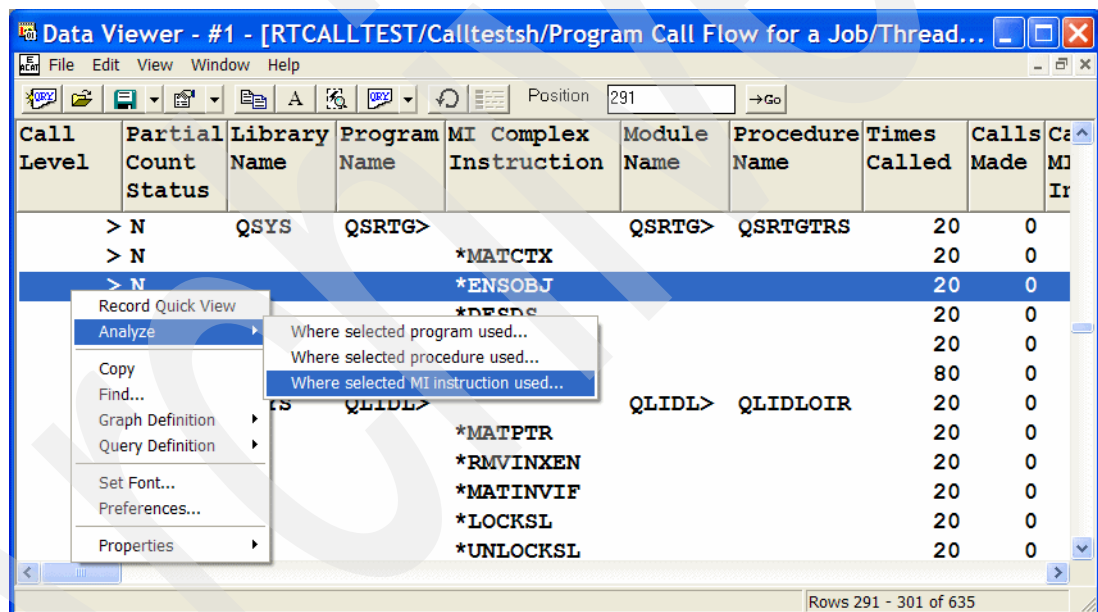 Data Viewer - #1 - [RTCALLTEST/Calltestsh/Program Call Flow for a Job/Thread...
File Edit View Window Help
Position 291 →Go
Call Level Partial Count Status Library Name Program Name MI Complex Instruction Module Name Procedure Name Times Called Calls Made Ca MI In
> N QSYS QSRTG> QSRTG> QSRTGTRS 20 0
> N *MATCTX 20 0
> N *ENSOBJ 20 0
*DESDS 20 0
20 0
80 0
YS QLIDL> QLIDL> QLIDLOIR 20 0
*MATPTR 20 0
*RMVINXEN 20 0
*MATINVIF 20 0
*LOCKSL 20 0
*UNLOCKSL 20 0
Record Quick View
Analyze
Copy
Find...
Graph Definition
Query Definition
Set Font...
Preferences...
Properties
Where selected program used...
Where selected procedure used...
Where selected MI instruction used...
Rows 291 - 301 of 635